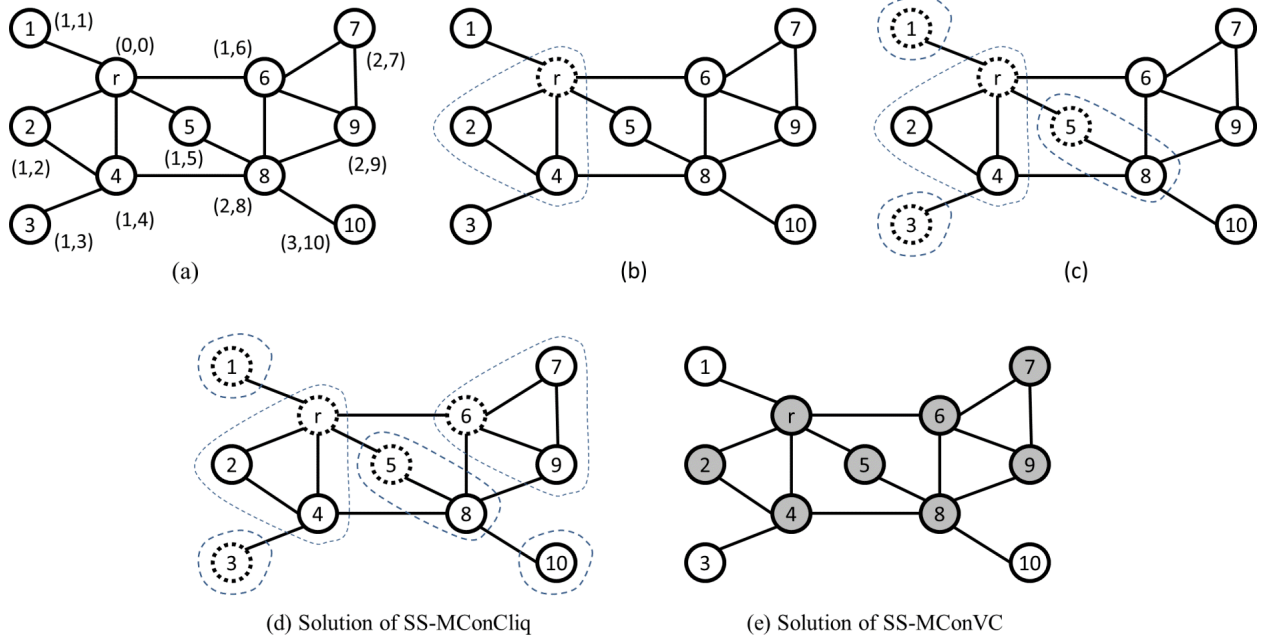 1 (1,1) (0,0) (1,6) 7
r 6 (2,7)
2 5 9
(1,2) (1,5) (2,9)
4 8
3 (1,3) (1,4) (2,8) (3,10) 10
(a)
1 7
r 6
2 5 9
4 8
3 10
(b)
1 7
r 6
2 5 9
4 8
3 10
(c)
1 7
r 6
2 5 9
4 8
3 10
(d) Solution of SS-MConCliq
1 7
r 6
2 5 9
4 8
3 10
(e) Solution of SS-MConVC